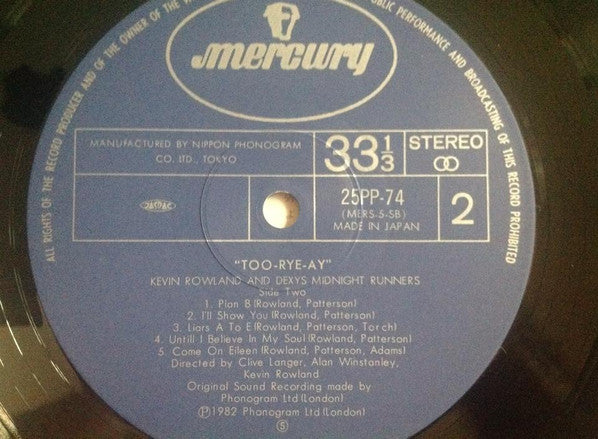 ALL RIGHTS OF THE RECORD PRODUCER AND OF THE OWNER OF THE
PUBLIC PERFORMANCE AND BROADCASTING OF THIS RECORD PROHIBITED
mercury
MANUFACTURED BY NIPPON PHONOGRAM
CO. LTD., TOKYO
33 1/3
STEREO
25PP-74
(MERS-5-SB)
MADE IN JAPAN
2
"TOO-RYE-AY"
KEVIN ROWLAND AND DEXYS MIDNIGHT RUNNERS
Side Two
1. Plan B(Rowland, Patterson)
2. I'll Show You(Rowland, Patterson)
3. Liars A To E(Rowland, Patterson, Torch)
4. Untill I Believe In My Soul(Rowland, Patterson)
5. Come On Eileen(Rowland, Patterson, Adams)
Directed by Clive Langer, Alan Winstanley,
Kevin Rowland
Original Sound Recording made by
Phonogram Ltd(London)
Ⓟ1982 Phonogram Ltd(London)
Ⓢ